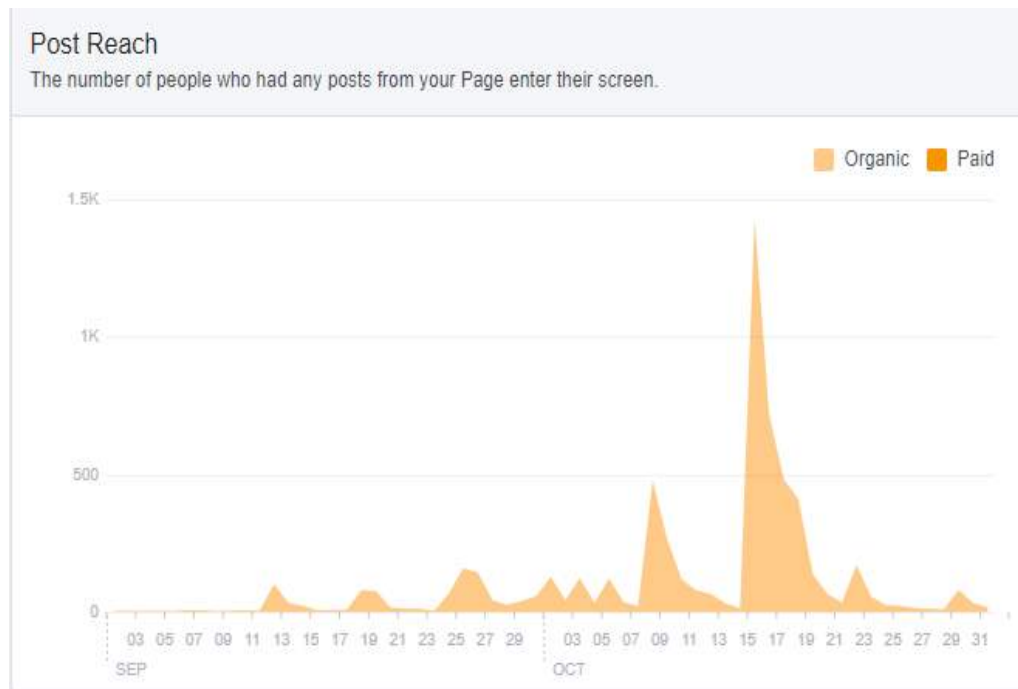 Post Reach
The number of people who had any posts from your Page enter their screen.
Organic Paid
1.5K
1K
500
0
03 05 07 09 11 13 15 17 19 21 23 25 27 29 03 05 07 09 11 13 15 17 19 21 23 25 27 29 31
SEP OCT